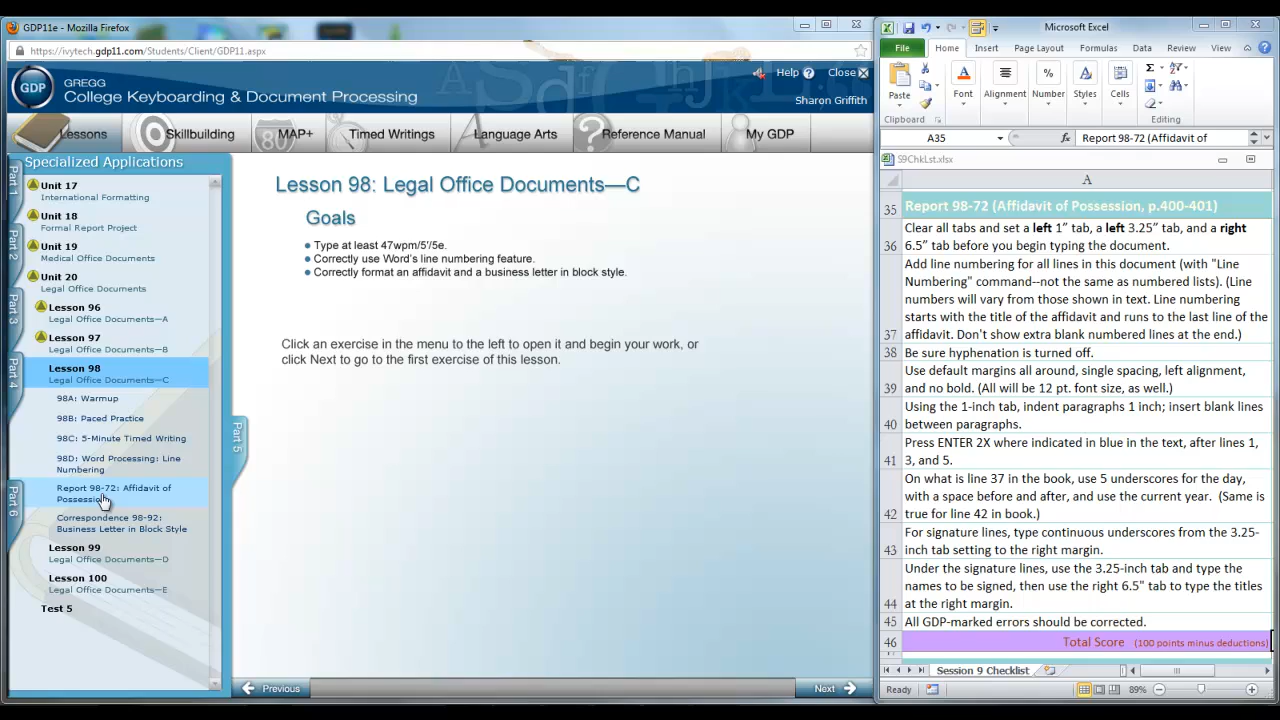 GDP11e - Mozilla Firefox
https://ivytech.gdp11.com/Students/Client/GDP11.aspx
GDP
GREGG
College Keyboarding & Document Processing
Help ?
Close
Sharon Griffith
Lessons
Skillbuilding
MAP+
Timed Writings
Language Arts
Reference Manual
My GDP
Part 1
Part 2
Part 3
Part 4
Part 6
Part 5
Specialized Applications
Unit 17
International Formatting
Unit 18
Formal Report Project
Unit 19
Medical Office Documents
Unit 20
Legal Office Documents
Lesson 96
Legal Office Documents—A
Lesson 97
Legal Office Documents—B
Lesson 98
Legal Office Documents—C
98A: Warmup
98B: Paced Practice
98C: 5-Minute Timed Writing
98D: Word Processing: Line
Numbering
Report 98-72: Affidavit of
Possession
Correspondence 98-92:
Business Letter in Block Style
Lesson 99
Legal Office Documents—D
Lesson 100
Legal Office Documents—E
Test 5
Lesson 98: Legal Office Documents—C
Goals
Type at least 47wpm/5'/5e.
Correctly use Word's line numbering feature.
Correctly format an affidavit and a business letter in block style.
Click an exercise in the menu to the left to open it and begin your work, or
click Next to go to the first exercise of this lesson.
Previous
Next
Microsoft Excel
File
Home
Insert
Page Layout
Formulas
Data
Review
View
Paste
Font
Alignment
Number
Styles
Cells
Clipboard
Editing
A35
fx
Report 98-72 (Affidavit of
S9ChkLst.xlsx
A
35 Report 98-72 (Affidavit of Possession, p.400-401)
Clear all tabs and set a left 1” tab, a left 3.25” tab, and a right
36 6.5” tab before you begin typing the document.
Add line numbering for all lines in this document (with "Line
Numbering" command--not the same as numbered lists). (Line
numbers will vary from those shown in text. Line numbering
starts with the title of the affidavit and runs to the last line of the
37 affidavit. Don't show extra blank numbered lines at the end.)
38 Be sure hyphenation is turned off.
Use default margins all around, single spacing, left alignment,
39 and no bold. (All will be 12 pt. font size, as well.)
Using the 1-inch tab, indent paragraphs 1 inch; insert blank lines
40 between paragraphs.
Press ENTER 2X where indicated in blue in the text, after lines 1,
41 3, and 5.
On what is line 37 in the book, use 5 underscores for the day,
with a space before and after, and use the current year. (Same is
42 true for line 42 in book.)
For signature lines, type continuous underscores from the 3.25-
43 inch tab setting to the right margin.
Under the signature lines, use the 3.25-inch tab and type the
names to be signed, then use the right 6.5" tab to type the titles
44 at the right margin.
45 All GDP-marked errors should be corrected.
46 Total Score (100 points minus deductions)
Session 9 Checklist
Ready
89%